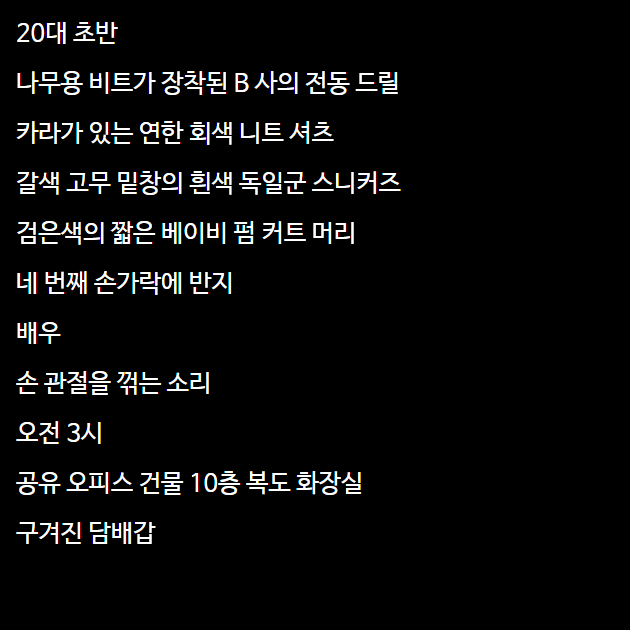 20대 초반
나무용 비트가 장착된 B 사의 전동 드릴
카라가 있는 연한 회색 니트 셔츠
갈색 고무 밑창의 흰색 독일군 스니커즈
검은색의 짧은 베이비 펌 커트 머리
네 번째 손가락에 반지
배우
손 관절을 꺾는 소리
오전 3시
공유 오피스 건물 10층 복도 화장실
구겨진 담배갑